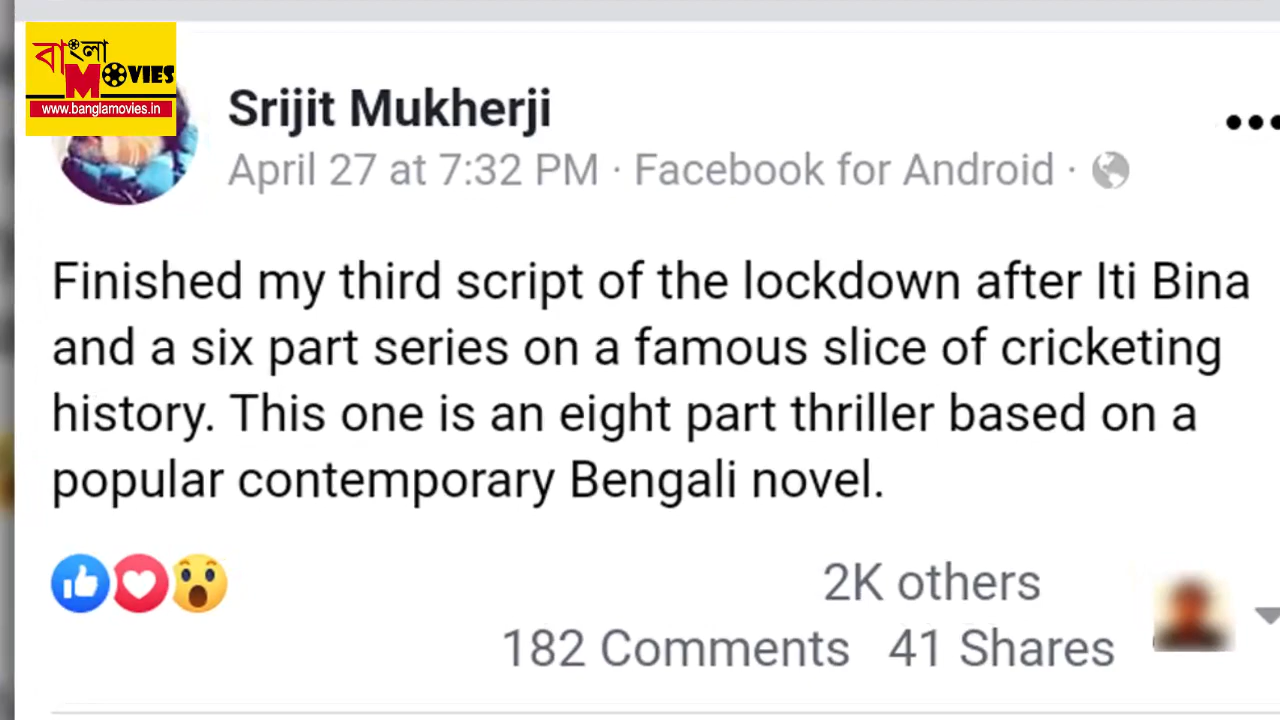 বাংলা
MOVIES
www.banglamovies.in
Srijit Mukherji
April 27 at 7:32 PM · Facebook for Android ·
Finished my third script of the lockdown after Iti Bina
and a six part series on a famous slice of cricketing
history. This one is an eight part thriller based on a
popular contemporary Bengali novel.
2K others
182 Comments 41 Shares